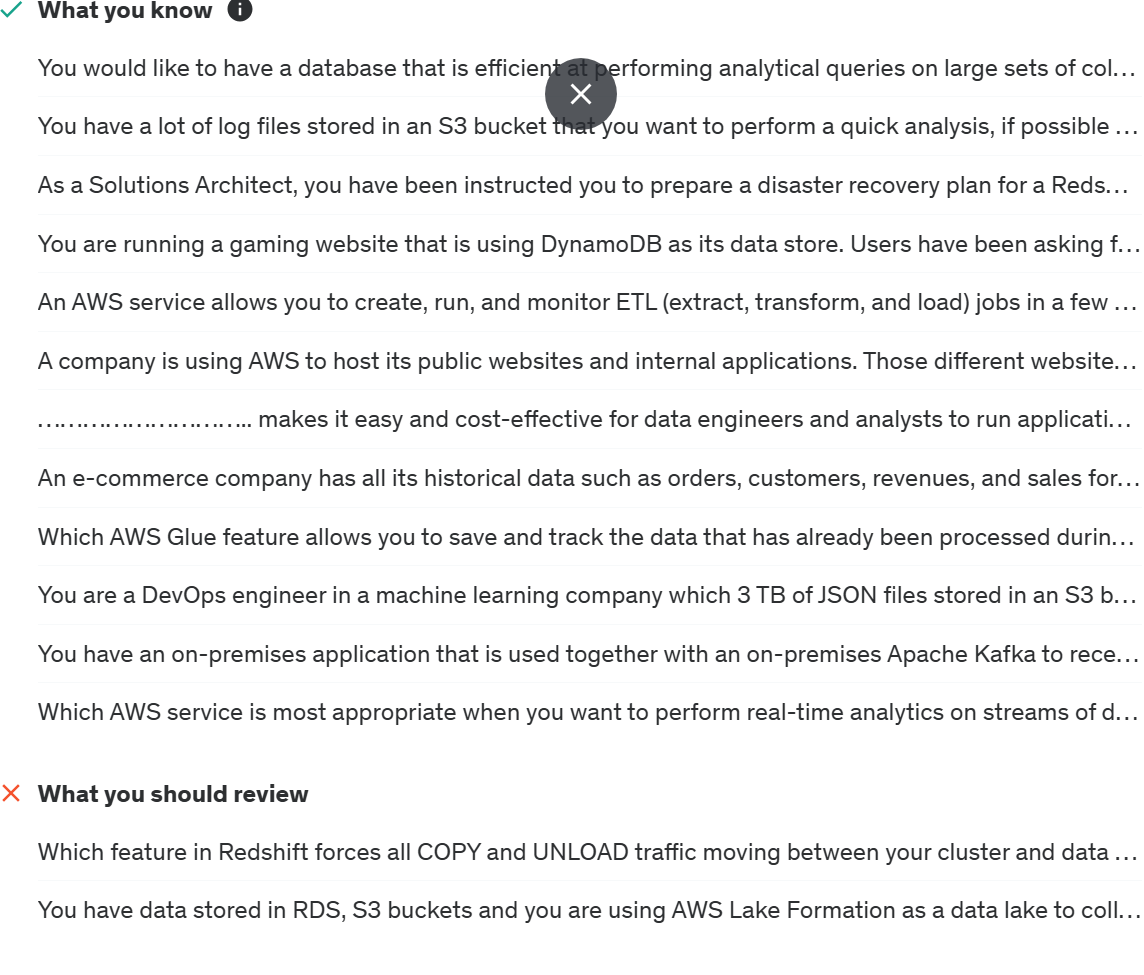 What you know
You would like to have a database that is efficient at performing analytical queries on large sets of col...
You have a lot of log files stored in an S3 bucket that you want to perform a quick analysis, if possible ...
As a Solutions Architect, you have been instructed you to prepare a disaster recovery plan for a Reds...
You are running a gaming website that is using DynamoDB as its data store. Users have been asking f...
An AWS service allows you to create, run, and monitor ETL (extract, transform, and load) jobs in a few ...
A company is using AWS to host its public websites and internal applications. Those different website...
………………………….. makes it easy and cost-effective for data engineers and analysts to run applicati...
An e-commerce company has all its historical data such as orders, customers, revenues, and sales for...
Which AWS Glue feature allows you to save and track the data that has already been processed durin...
You are a DevOps engineer in a machine learning company which 3 TB of JSON files stored in an S3 b...
You have an on-premises application that is used together with an on-premises Apache Kafka to rece...
Which AWS service is most appropriate when you want to perform real-time analytics on streams of d...
What you should review
Which feature in Redshift forces all COPY and UNLOAD traffic moving between your cluster and data ...
You have data stored in RDS, S3 buckets and you are using AWS Lake Formation as a data lake to coll...